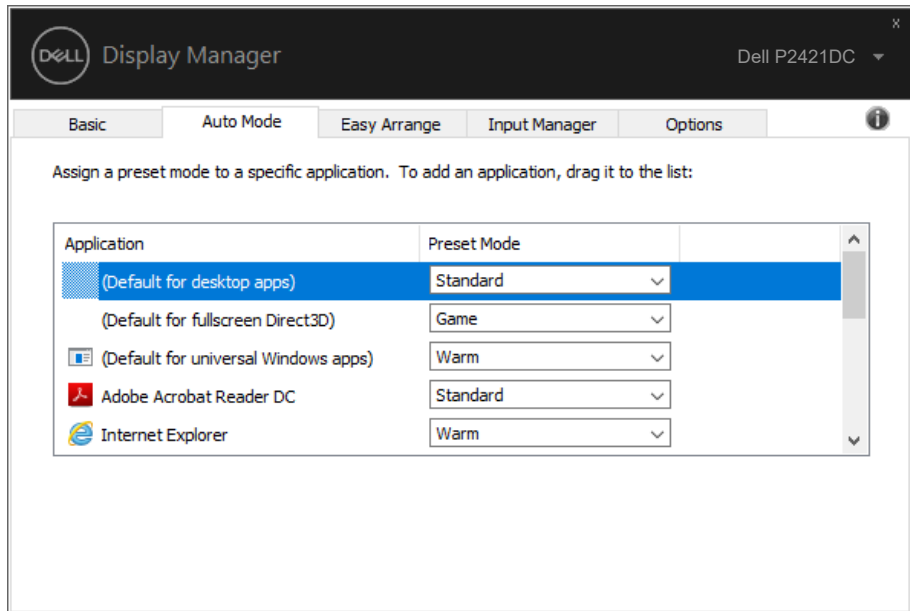 x
DELL Display Manager Dell P2421DC
Basic Auto Mode Easy Arrange Input Manager Options
Assign a preset mode to a specific application. To add an application, drag it to the list:
Application Preset Mode
(Default for desktop apps) Standard
(Default for fullscreen Direct3D) Game
(Default for universal Windows apps) Warm
Adobe Acrobat Reader DC Standard
Internet Explorer Warm